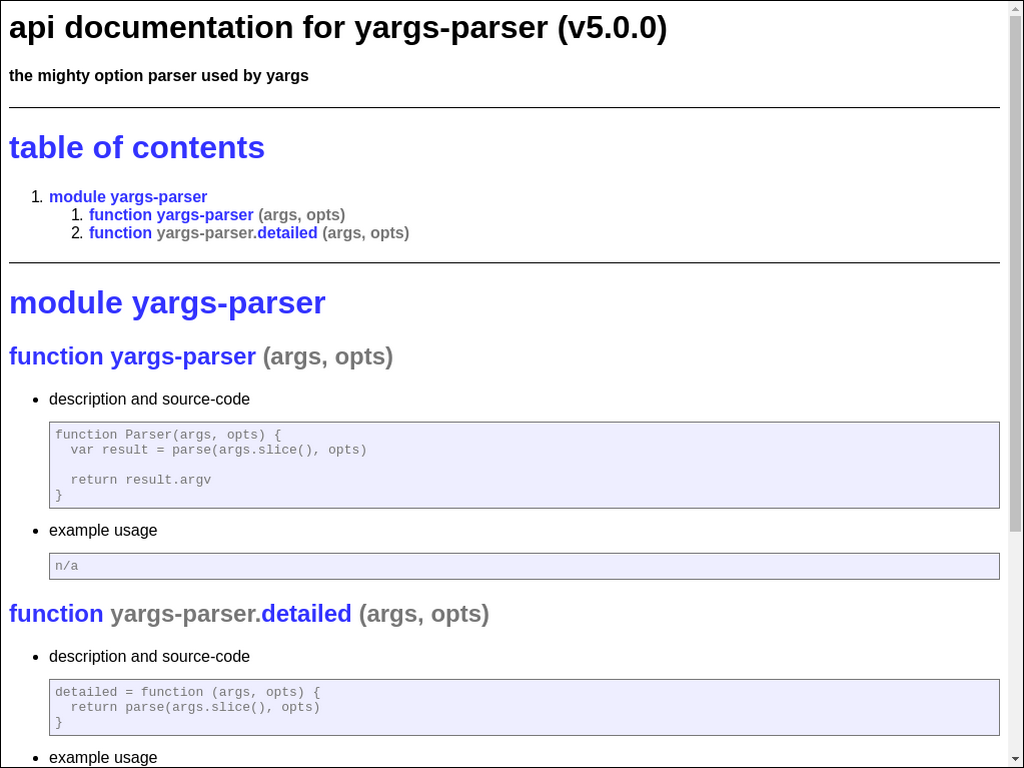 api documentation for yargs-parser (v5.0.0)
the mighty option parser used by yargs
table of contents
1. module yargs-parser
1. function yargs-parser (args, opts)
2. function yargs-parser.detailed (args, opts)
module yargs-parser
function yargs-parser (args, opts)
• description and source-code
function Parser(args, opts) {
  var result = parse(args.slice(), opts)
  return result.argv
}
• example usage
n/a
function yargs-parser.detailed (args, opts)
• description and source-code
detailed = function (args, opts) {
  return parse(args.slice(), opts)
}
• example usage